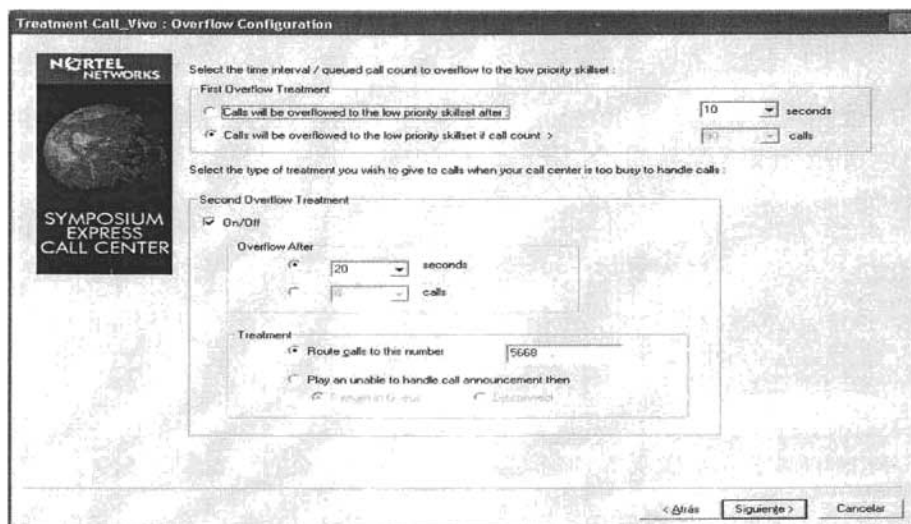 Treatment Call_Vivo : Overflow Configuration
NORTEL
NETWORKS
SYMPOSIUM
EXPRESS
CALL CENTER
Select the time interval / queued call count to overflow to the low priority skillset :
First Overflow Treatment
Calls will be overflowed to the low priority skillset after : 10 seconds
Calls will be overflowed to the low priority skillset if call count > calls
Select the type of treatment you wish to give to calls when your call center is too busy to handle calls :
Second Overflow Treatment
On/Off
Overflow After
20 seconds
calls
Treatment
Route calls to this number 5668
Play an unable to handle call announcement then
Disconnect
< Atrás Siguiente > Cancelar